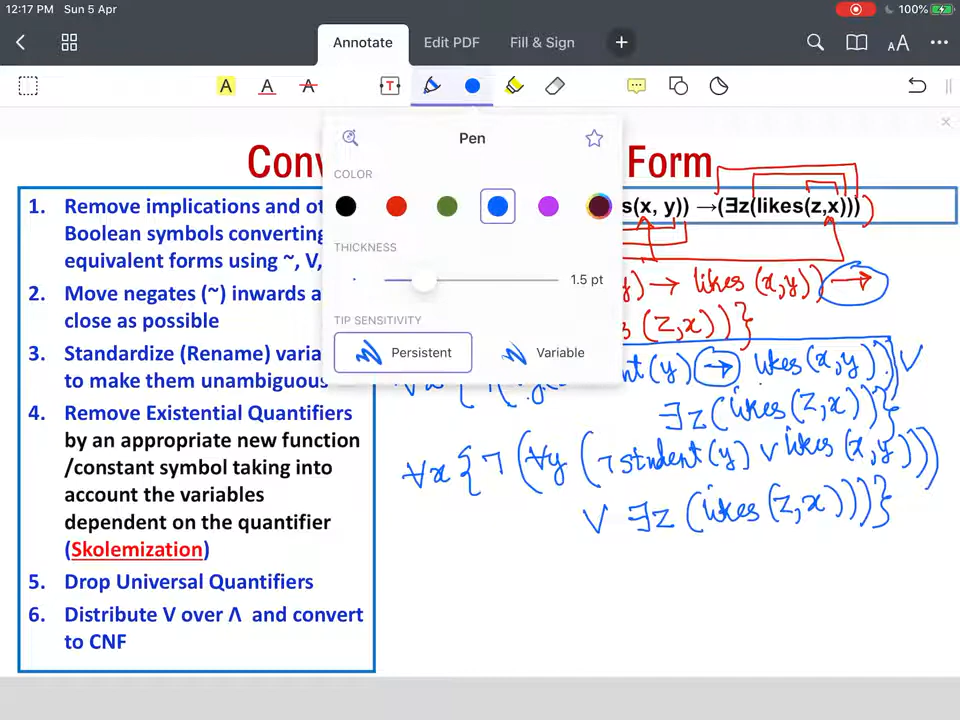 12:17 PM Sun 5 Apr 100%
Annotate Edit PDF Fill & Sign +
A A A T AA
Pen
Conv Form
COLOR
THICKNESS
1.5 pt
TIP SENSITIVITY
Persistent Variable
1. Remove implications and ot
Boolean symbols converting
equivalent forms using ~, V,
2. Move negates (~) inwards a
close as possible
3. Standardize (Rename) varia
to make them unambiguous
4. Remove Existential Quantifiers
by an appropriate new function
/constant symbol taking into
account the variables
dependent on the quantifier
(Skolemization)
5. Drop Universal Quantifiers
6. Distribute V over Λ and convert
to CNF
s(x, y)) →(∃z(likes(z,x)))
)
y) → likes (x,y)) →
(z,x))}
nt(y) → likes (x,y)) V
∃z (likes(z,x))}
∀x {¬ (∀y (¬student(y) V likes (x,y)))
V ∃z (likes(z,x)))}